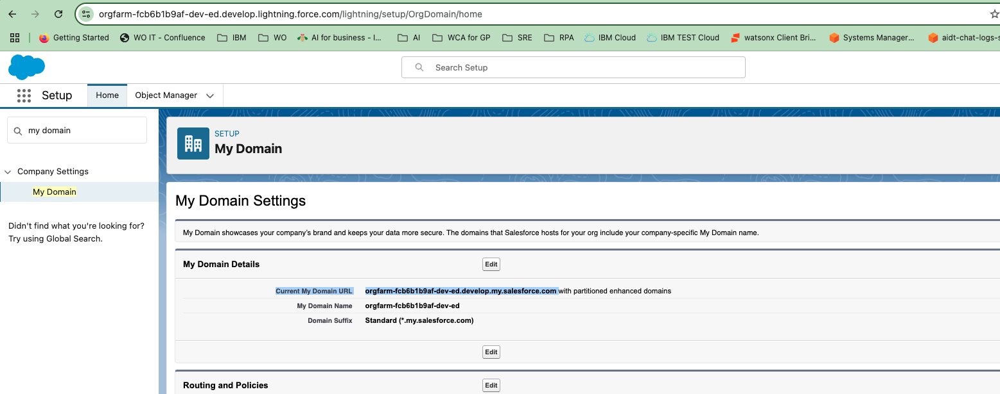 orgfarm-fcb6b1b9af-dev-ed.develop.lightning.force.com/lightning/setup/OrgDomain/home
Getting Started WO IT - Confluence IBM WO AI for business - I... AI WCA for GP SRE RPA IBM Cloud IBM TEST Cloud watsonx Client Bri... Systems Manager... aidt-chat-logs-s
Search Setup
Setup Home Object Manager
my domain
Company Settings
My Domain
Didn't find what you're looking for?
Try using Global Search.
SETUP
My Domain
My Domain Settings
My Domain showcases your company's brand and keeps your data more secure. The domains that Salesforce hosts for your org include your company-specific My Domain name.
My Domain Details Edit
Current My Domain URL orgfarm-fcb6b1b9af-dev-ed.develop.my.salesforce.com with partitioned enhanced domains
My Domain Name orgfarm-fcb6b1b9af-dev-ed
Domain Suffix Standard (*.my.salesforce.com)
Edit
Routing and Policies Edit